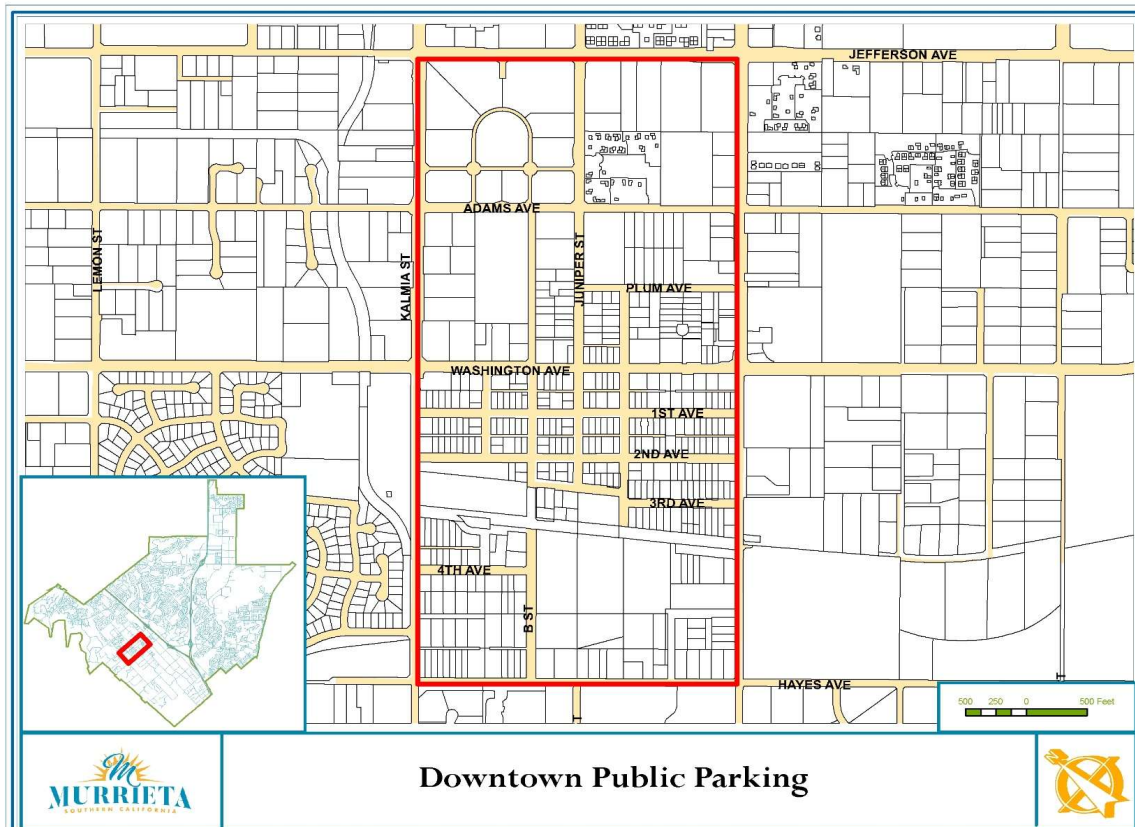 JEFFERSON AVE
ADAMS AVE
LEMON ST
KALMIA ST
JUNIPER ST
PLUM AVE
WASHINGTON AVE
1ST AVE
2ND AVE
3RD AVE
4TH AVE
B ST
HAYES AVE
500 250 0 500 Feet
M
MURRIETA
SOUTHERN CALIFORNIA
Downtown Public Parking